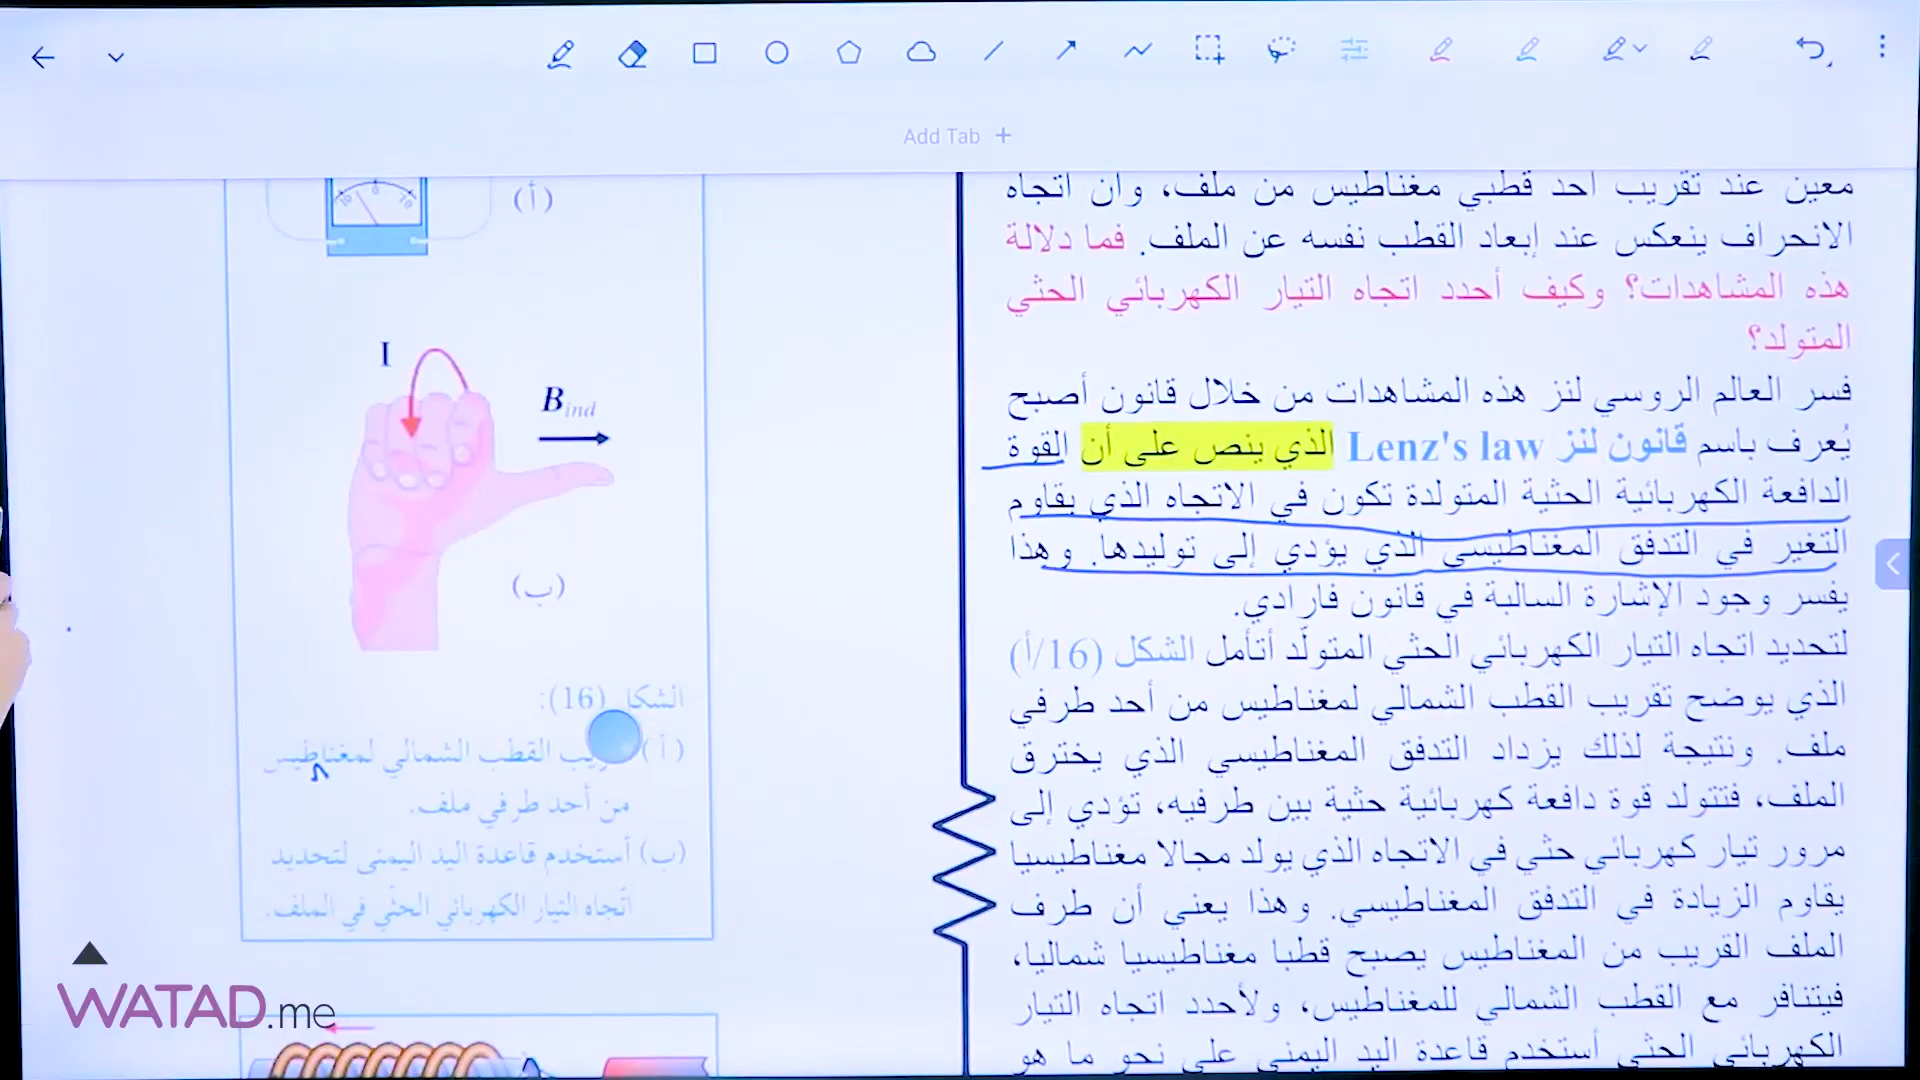 Add Tab +
معين عند تقريب أحد قطبي مغناطيس من ملف، وأن اتجاه
الانحراف ينعكس عند إبعاد القطب نفسه عن الملف. فما دلالة
هذه المشاهدات؟ وكيف أحدد اتجاه التيار الكهربائي الحثي
المتولد؟
فسر العالم الروسي لنز هذه المشاهدات من خلال قانون أصبح
يُعرف باسم قانون لنز Lenz's law الذي ينص على أن القوة
الدافعة الكهربائية الحثية المتولدة تكون في الاتجاه الذي يقاوم
التغير في التدفق المغناطيسي الذي يؤدي إلى توليدها. وهذا
يفسر وجود الإشارة السالبة في قانون فارادي.
لتحديد اتجاه التيار الكهربائي الحثي المتولّد أتأمل الشكل (16/أ)
الذي يوضح تقريب القطب الشمالي لمغناطيس من أحد طرفي
ملف. ونتيجة لذلك يزداد التدفق المغناطيسي الذي يخترق
الملف، فتتولد قوة دافعة كهربائية حثية بين طرفيه، تؤدي إلى
مرور تيار كهربائي حثي في الاتجاه الذي يولد مجالا مغناطيسيا
يقاوم الزيادة في التدفق المغناطيسي. وهذا يعني أن طرف
الملف القريب من المغناطيس يصبح قطبا مغناطيسيا شماليا،
فيتنافر مع القطب الشمالي للمغناطيس، ولأحدد اتجاه التيار
الكهربائي الحثي أستخدم قاعدة اليد اليمنى على نحو ما هو
10 0 10
(أ)
I
B ind
(ب)
الشكل (16):
(أ) القطب الشمالي لمغناطيس
من أحد طرفي ملف.
(ب) أستخدم قاعدة اليد اليمنى لتحديد
اتّجاه التيار الكهربائي الحثّي في الملف.
WATAD.me